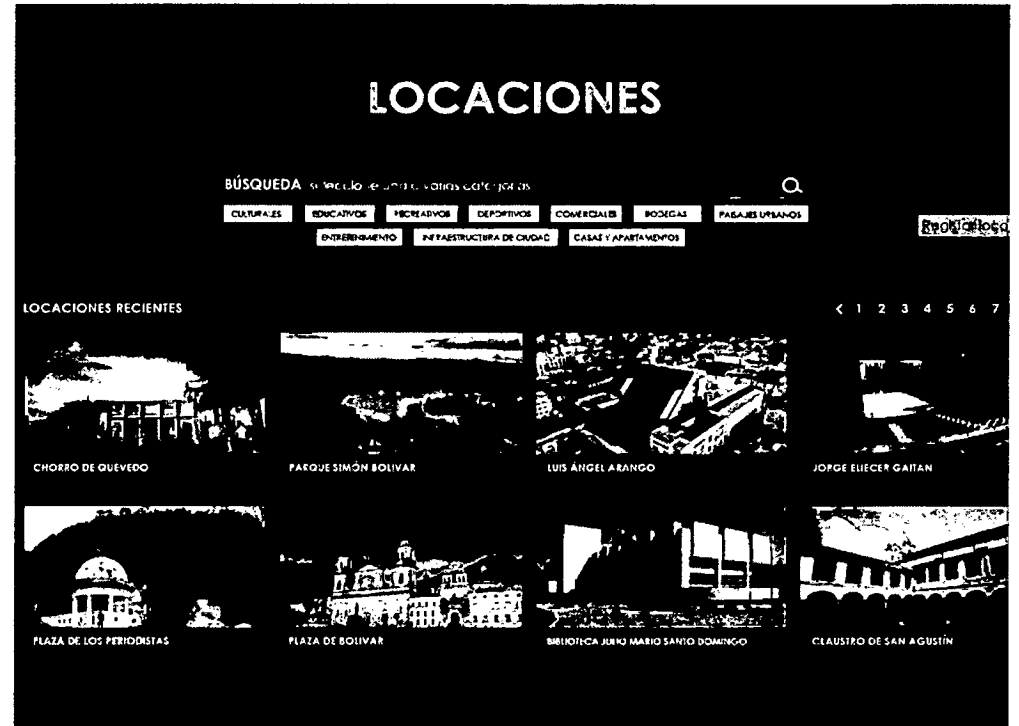 LOCACIONES
BÚSQUEDA
CULTURALES EDUCATIVOS RECREATIVOS DEPORTIVOS COMERCIALES BODEGAS PAISAJES URBANOS
ENTRETENIMIENTO INFRAESTRUCTURA DE CIUDAD CASAS Y APARTAMENTOS
LOCACIONES RECIENTES < 1 2 3 4 5 6 7
CHORRO DE QUEVEDO PARQUE SIMÓN BOLIVAR LUIS ÁNGEL ARANGO JORGE ELIECER GAITAN
PLAZA DE LOS PERIODISTAS PLAZA DE BOLIVAR BIBLIOTECA JULIO MARIO SANTO DOMINGO CLAUSTRO DE SAN AGUSTÍN